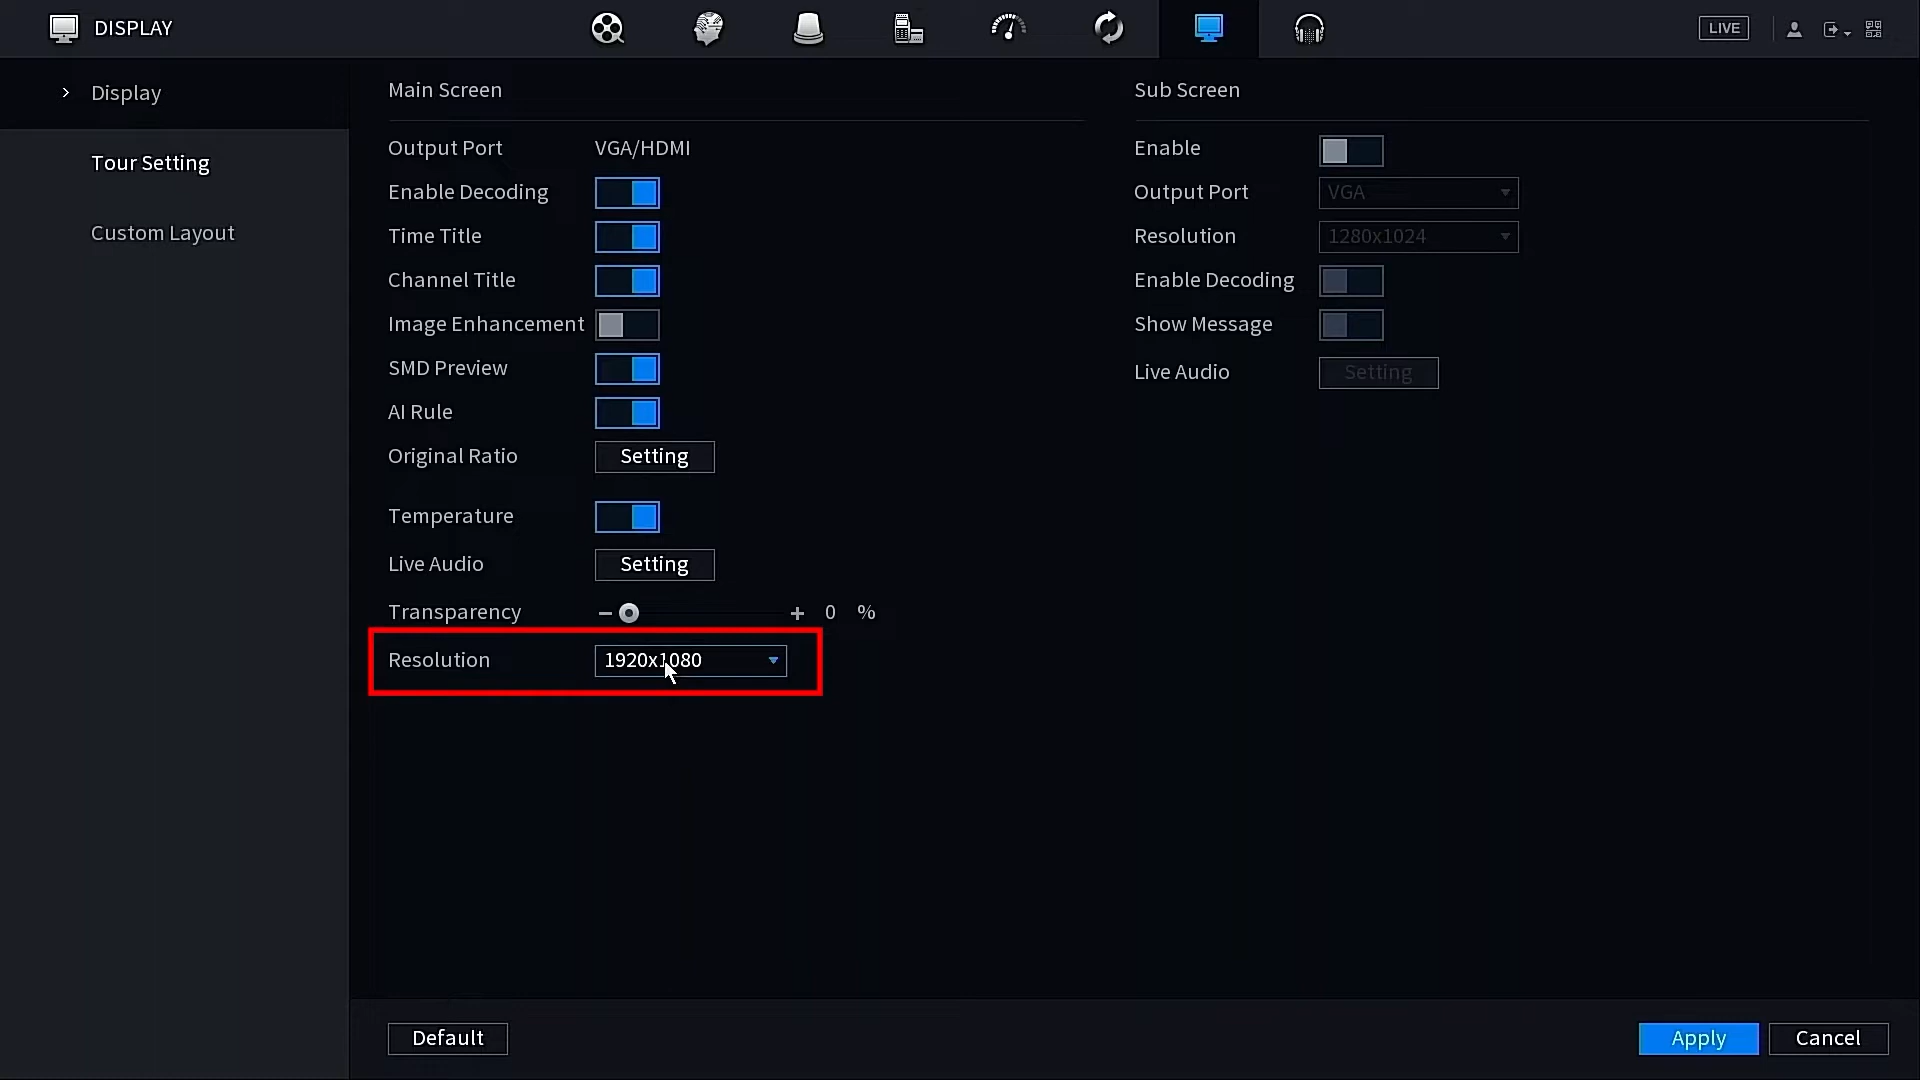 DISPLAY
LIVE
Display
Tour Setting
Custom Layout
Main Screen
Output Port VGA/HDMI
Enable Decoding
Time Title
Channel Title
Image Enhancement
SMD Preview
AI Rule
Original Ratio Setting
Temperature
Live Audio Setting
Transparency − + 0 %
Resolution 1920x1080
Sub Screen
Enable
Output Port VGA
Resolution 1280x1024
Enable Decoding
Show Message
Live Audio Setting
Default
Apply Cancel